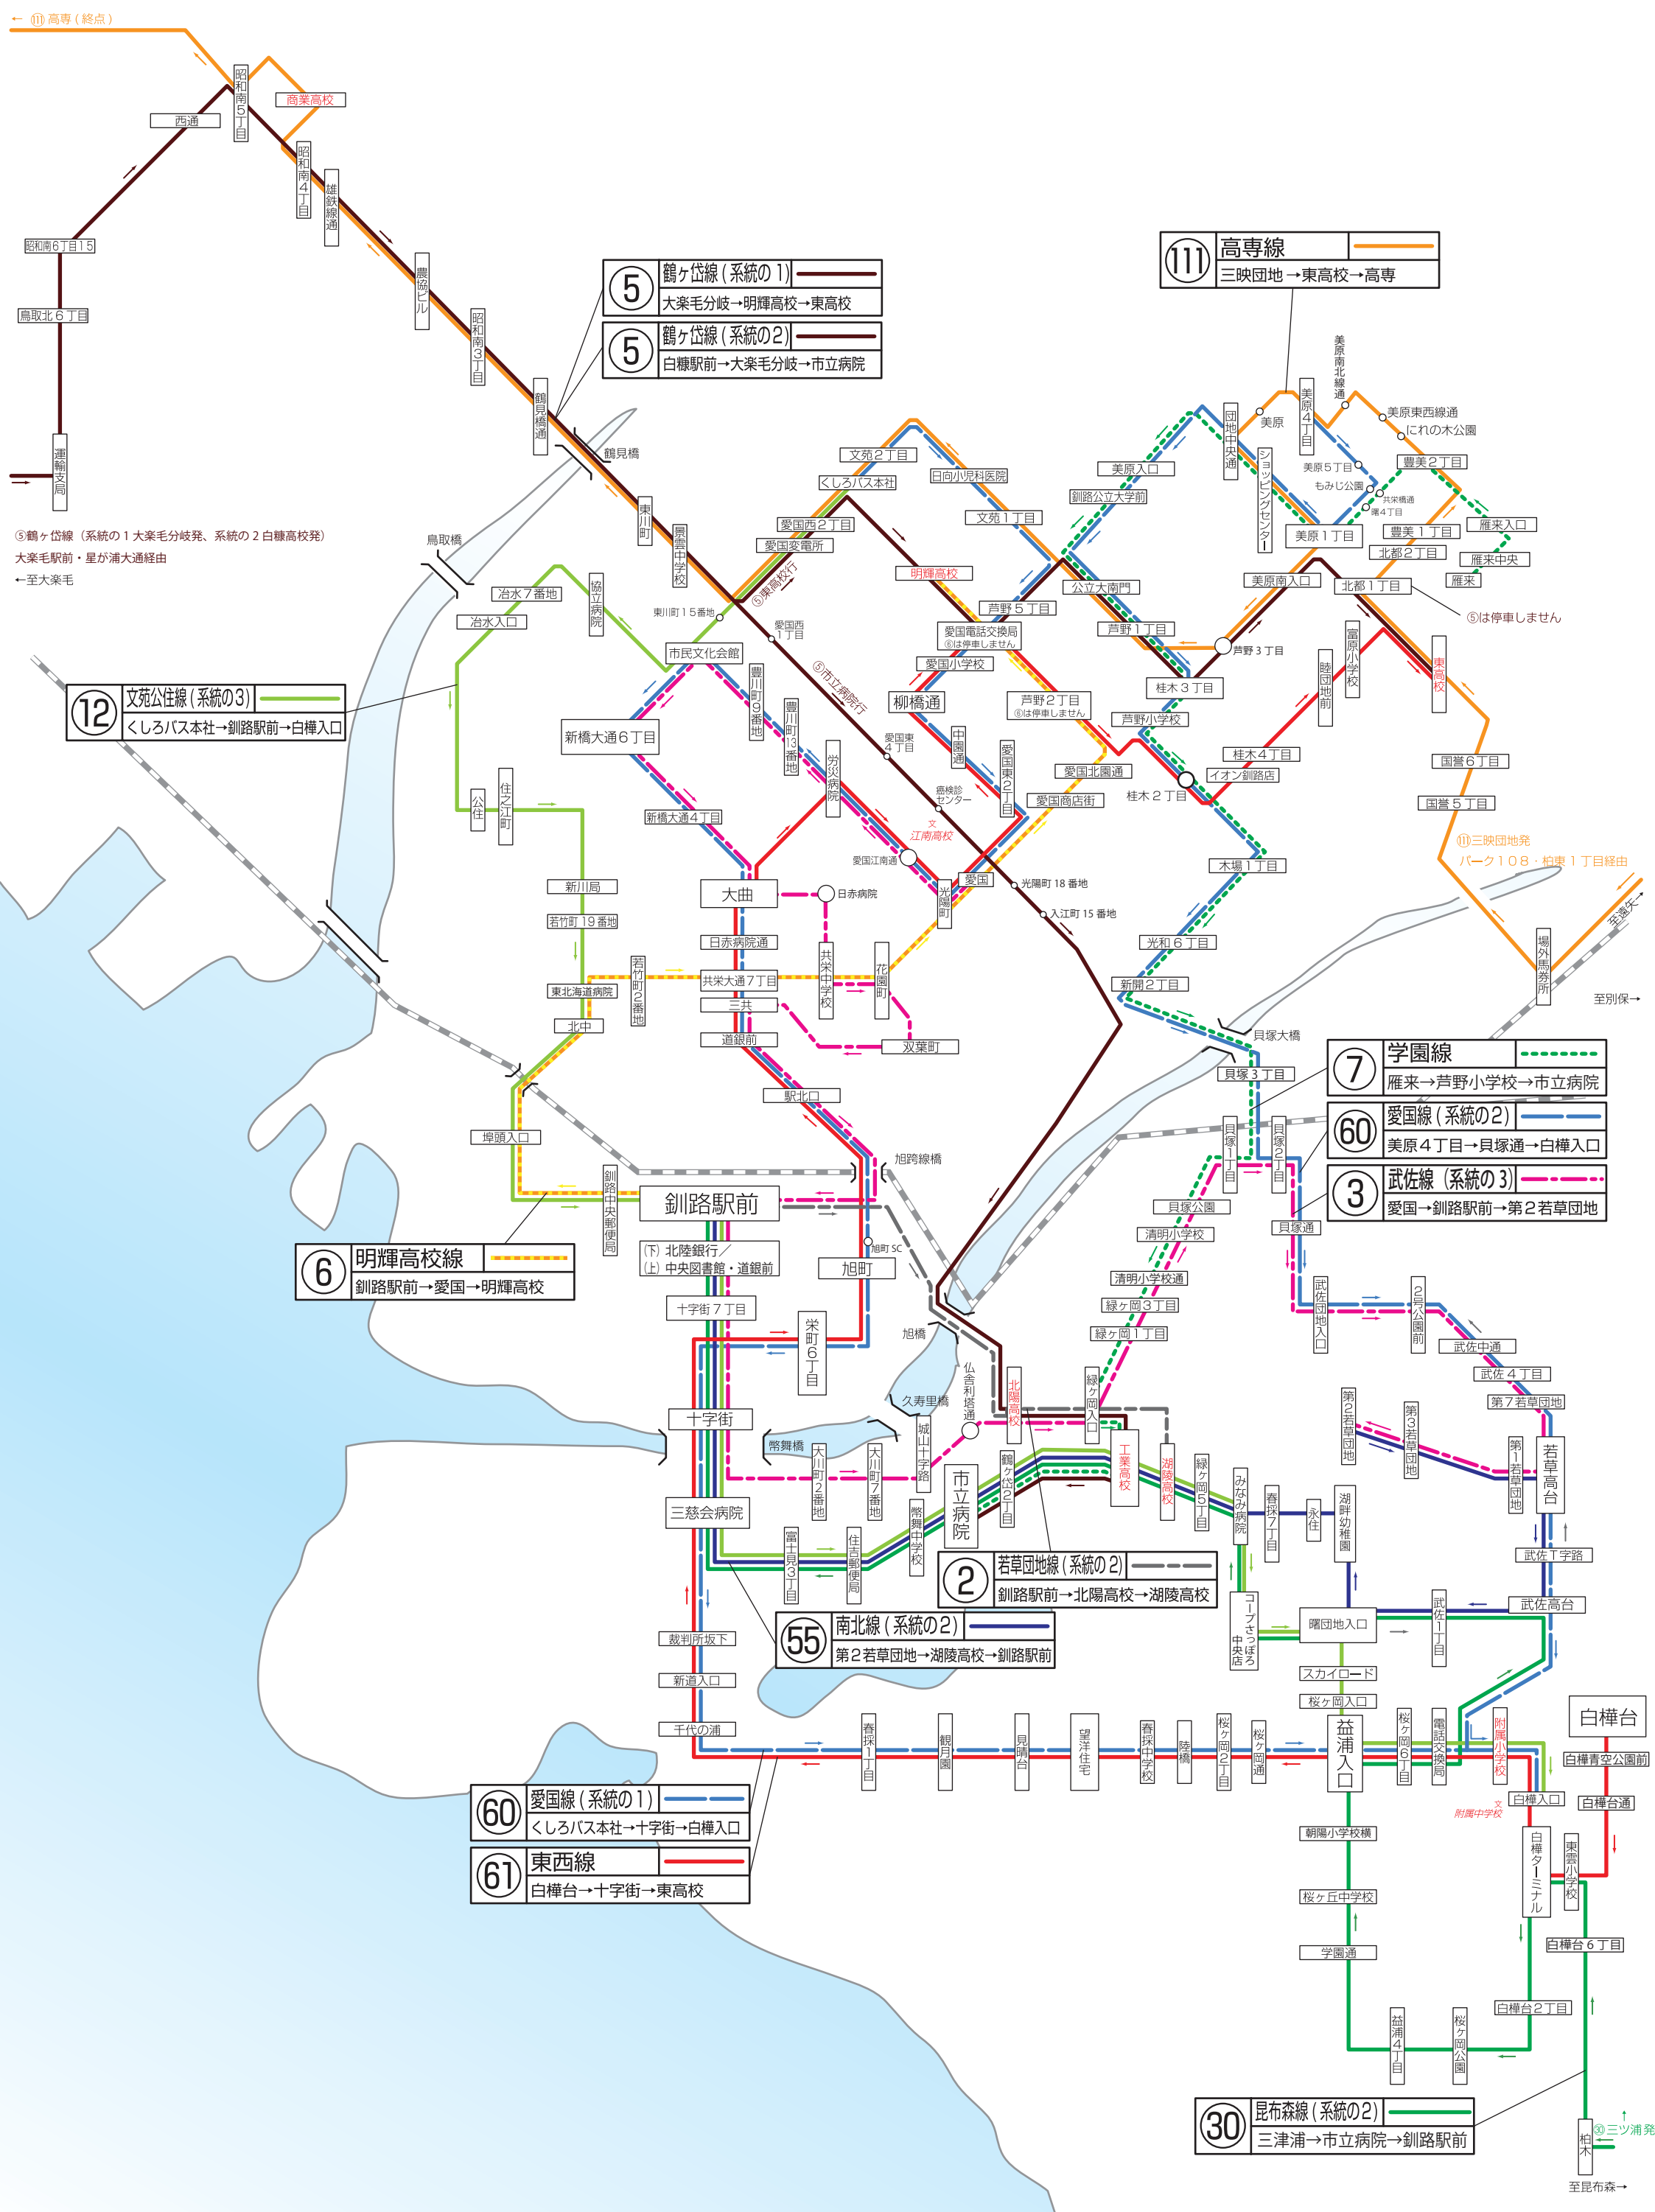 ← 111 高専(終点)
昭和南5丁目
商業高校
西通
昭和南4丁目
雄鉄線通
昭和南6丁目15
鳥取北6丁目
運輸支局
農協ビル
昭和南3丁目
鶴見橋通
鶴見橋
⑤鶴ヶ岱線(系統の1大楽毛分岐発、系統の2白糠高校発)
大楽毛駅前・星が浦大通経由
←至大楽毛
⑤
鶴ヶ岱線(系統の1)
大楽毛分岐→明輝高校→東高校
⑤
鶴ヶ岱線(系統の2)
白糠駅前→大楽毛分岐→市立病院
111
高専線
三映団地→東高校→高専
東川町
景雲中学校
鳥取橋
治水7番地
治水入口
協立病院
東川町15番地
市民文化会館
⑤東高校行
愛国西1丁目
⑤市立病院行
文苑2丁目
くしろバス本社
愛国西2丁目
愛国変電所
日向小児科医院
文苑1丁目
明輝高校
芦野5丁目
愛国電話交換局
⑥は停車しません
愛国小学校
柳橋通
中園通
愛国東2丁目
芦野2丁目
⑥は停車しません
愛国北園通
愛国商店街
美原入口
釧路公立大学前
公立大南門
芦野1丁目
芦野3丁目
桂木3丁目
芦野小学校
桂木4丁目
イオン釧路店
桂木2丁目
木場1丁目
光和6丁目
新開2丁目
団地中央通
ショッピングセンター
美原
美原4丁目
美原南北線通
美原東西線通
にれの木公園
美原5丁目
もみじ公園
共栄橋通
曙4丁目
豊美2丁目
豊美1丁目
北都2丁目
美原1丁目
美原南入口
北都1丁目
雁来入口
雁来中央
雁来
⑤は停車しません
富原小学校
睦団地前
東高校
国誉6丁目
国誉5丁目
111三映団地発
パーク108・柏東1丁目経由
至遠矢→
場外馬券所
至別保→
⑫
文苑公住線(系統の3)
くしろバス本社→釧路駅前→白樺入口
公住
住之江町
新川局
若竹町19番地
東北海道病院
北中
若竹町2番地
埠頭入口
釧路中央郵便局
新橋大通6丁目
新橋大通4丁目
豊川町9番地
豊川町13番地
労災病院
愛国東4丁目
癌検診センター
文
江南高校
愛国江南通
光陽町
愛国
光陽町18番地
入江町15番地
大曲
日赤病院
日赤病院通
共栄大通7丁目
三共
道銀前
共栄中学校
花園町
双葉町
駅北口
旭跨線橋
釧路駅前
(下)北陸銀行/
(上)中央図書館・道銀前
旭町SC
旭町
十字街7丁目
栄町6丁目
旭橋
久寿里橋
十字街
幣舞橋
⑥
明輝高校線
釧路駅前→愛国→明輝高校
貝塚大橋
貝塚3丁目
貝塚1丁目
貝塚2丁目
貝塚公園
清明小学校
清明小学校通
緑ヶ岡3丁目
緑ヶ岡1丁目
貝塚通
⑦
学園線
雁来→芦野小学校→市立病院
60
愛国線(系統の2)
美原4丁目→貝塚通→白樺入口
③
武佐線(系統の3)
愛国→釧路駅前→第2若草団地
武佐団地入口
2号公園前
武佐中通
武佐4丁目
第7若草団地
第2若草団地
第3若草団地
第1若草団地
若草高台
武佐T字路
武佐高台
武佐1丁目
大川町2番地
大川町7番地
城山十字路
仏舎利塔通
北陽高校
緑ヶ岡入口
市立病院
鶴ヶ岱2丁目
工業高校
湖陵高校
緑ヶ岡5丁目
みなみ病院
春採7丁目
永住
湖畔幼稚園
三慈会病院
富士見3丁目
住吉郵便局
幣舞中学校
②
若草団地線(系統の2)
釧路駅前→北陽高校→湖陵高校
55
南北線(系統の2)
第2若草団地→湖陵高校→釧路駅前
コープさっぽろ中央店
曙団地入口
スカイロード
桜ヶ岡入口
裁判所坂下
新道入口
千代の浦
春採1丁目
観月園
見晴台
望洋住宅
春採中学校
陸橋
桜ヶ岡2丁目
桜ヶ岡通
益浦入口
桜ヶ岡6丁目
電話交換局
附属小学校
白樺台
白樺青空公園前
白樺台通
白樺入口
文
附属中学校
60
愛国線(系統の1)
くしろバス本社→十字街→白樺入口
61
東西線
白樺台→十字街→東高校
朝陽小学校横
桜ヶ丘中学校
学園通
白樺ターミナル
東雲小学校
白樺台6丁目
白樺台2丁目
益浦4丁目
桜ヶ岡公園
30
昆布森線(系統の2)
三津浦→市立病院→釧路駅前
柏木
㉚三ツ浦発
至昆布森→